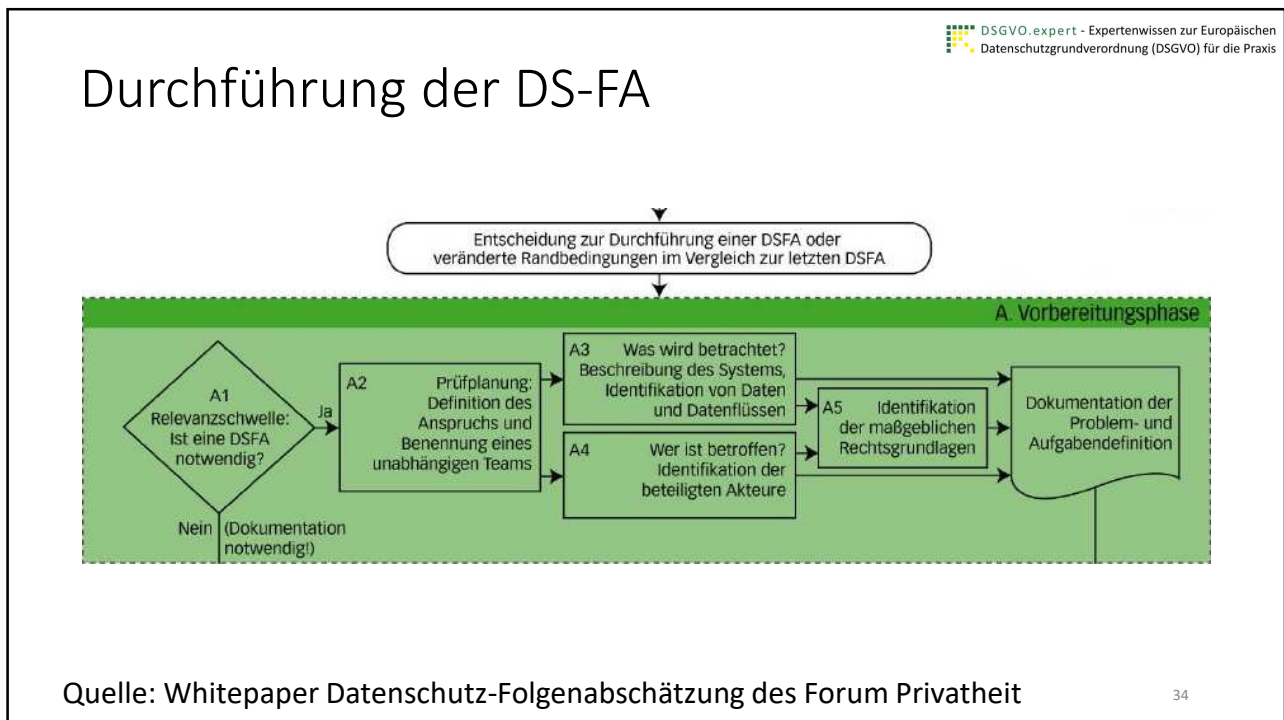 DSGVO.expert - Expertenwissen zur Europäischen
Datenschutzgrundverordnung (DSGVO) für die Praxis
Durchführung der DS-FA
Entscheidung zur Durchführung einer DSFA oder
veränderte Randbedingungen im Vergleich zur letzten DSFA
A. Vorbereitungsphase
A1
Relevanzschwelle:
Ist eine DSFA
notwendig?
Ja
Nein (Dokumentation
notwendig!)
A2 Prüfplanung:
Definition des
Anspruchs und
Benennung eines
unabhängigen Teams
A3 Was wird betrachtet?
Beschreibung des Systems,
Identifikation von Daten
und Datenflüssen
A4 Wer ist betroffen?
Identifikation der
beteiligten Akteure
A5 Identifikation
der maßgeblichen
Rechtsgrundlagen
Dokumentation der
Problem- und
Aufgabendefinition
Quelle: Whitepaper Datenschutz-Folgenabschätzung des Forum Privatheit
34